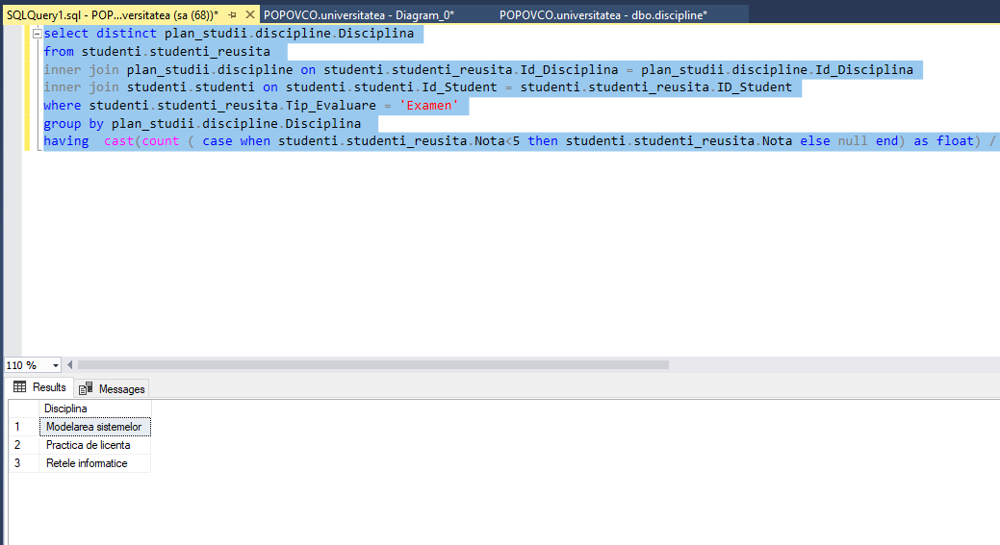 SQLQuery1.sql - POP...versitatea (sa (68))* POPOVCO.universitatea - Diagram_0* POPOVCO.universitatea - dbo.discipline*
select distinct plan_studii.discipline.Disciplina
from studenti.studenti_reusita
inner join plan_studii.discipline on studenti.studenti_reusita.Id_Disciplina = plan_studii.discipline.Id_Disciplina
inner join studenti.studenti on studenti.studenti.Id_Student = studenti.studenti_reusita.ID_Student
where studenti.studenti_reusita.Tip_Evaluare = 'Examen'
group by plan_studii.discipline.Disciplina
having  cast(count ( case when studenti.studenti_reusita.Nota<5 then studenti.studenti_reusita.Nota else null end) as float) /
110 %
Results Messages
Disciplina
1 Modelarea sistemelor
2 Practica de licenta
3 Retele informatice